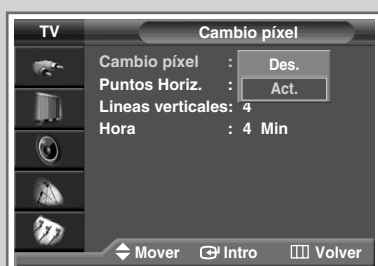 TV
Cambio píxel
Cambio píxel : Des.
Puntos Horiz. : Act.
Lineas verticales: 4
Hora : 4 Min
Mover Intro Volver